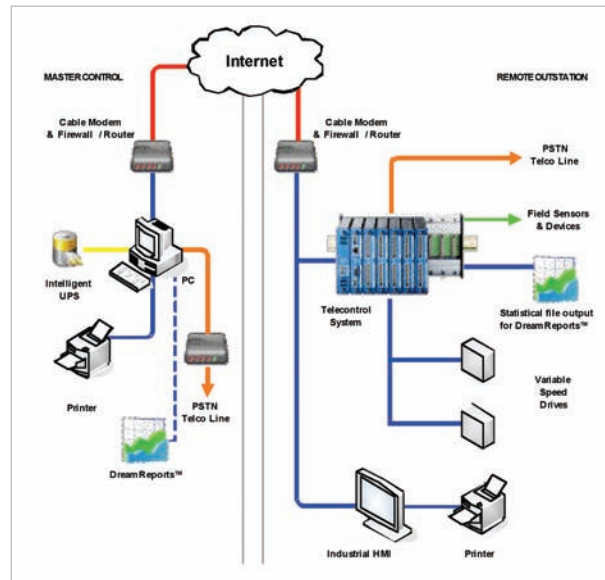 Internet
MASTER CONTROL
REMOTE OUTSTATION
Cable Modem
& Firewall / Router
Cable Modem
& Firewall / Router
PSTN
Telco Line
Field Sensors
& Devices
Intelligent
UPS
PC
Telecontrol
System
Statistical file output
for DreamReports™
Printer
PSTN
Telco Line
Variable
Speed
Drives
DreamReports™
Industrial HMI
Printer